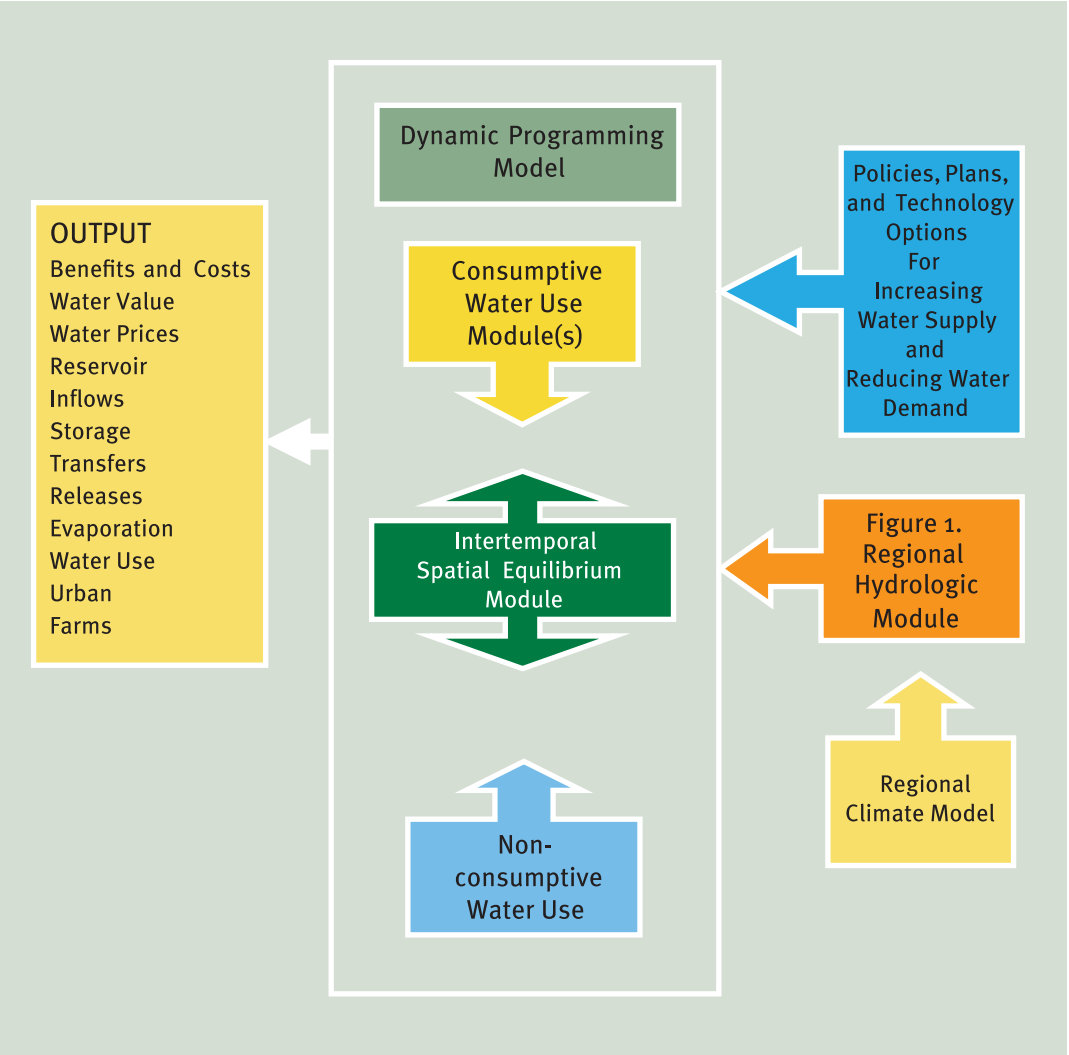 OUTPUT
Benefits and Costs
Water Value
Water Prices
Reservoir
Inflows
Storage
Transfers
Releases
Evaporation
Water Use
Urban
Farms
Dynamic Programming
Model
Consumptive
Water Use
Module(s)
Intertemporal
Spatial Equilibrium
Module
Non-
consumptive
Water Use
Policies, Plans,
and Technology
Options
For
Increasing
Water Supply
and
Reducing Water
Demand
Figure 1.
Regional
Hydrologic
Module
Regional
Climate Model